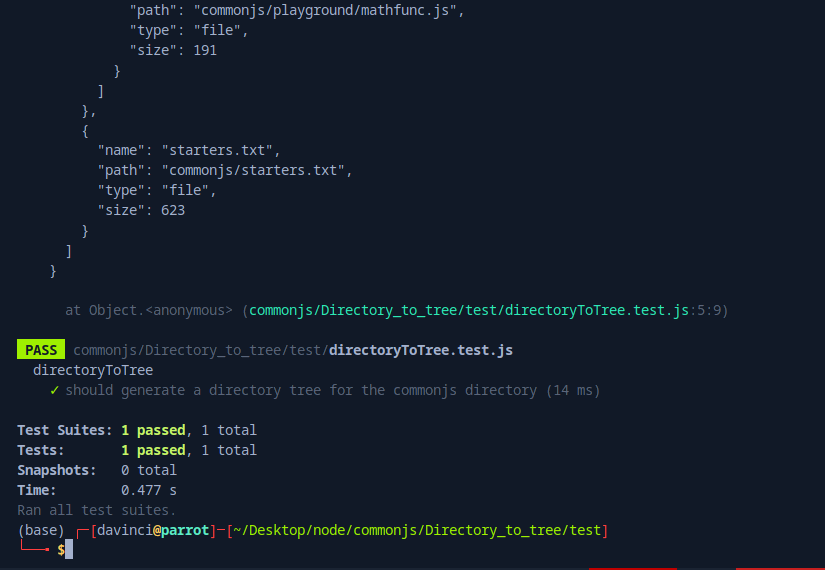 "path": "commonjs/playground/mathfunc.js",
"type": "file",
"size": 191
}
]
},
{
"name": "starters.txt",
"path": "commonjs/starters.txt",
"type": "file",
"size": 623
}
]
}
at Object.<anonymous> (commonjs/Directory_to_tree/test/directoryToTree.test.js:5:9)
PASS commonjs/Directory_to_tree/test/directoryToTree.test.js
directoryToTree
✓ should generate a directory tree for the commonjs directory (14 ms)
Test Suites: 1 passed, 1 total
Tests: 1 passed, 1 total
Snapshots: 0 total
Time: 0.477 s
Ran all test suites.
(base) ┌─[davinci@parrot]─[~/Desktop/node/commonjs/Directory_to_tree/test]
└──╼ $